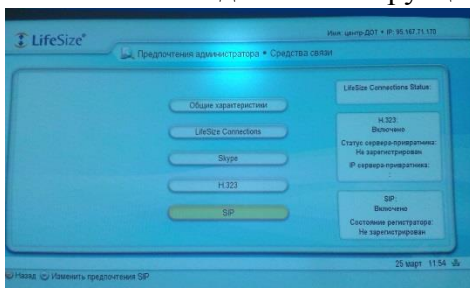 LifeSize
Имя: центр-ДОТ • IP: 95.167.71.170
Предпочтения администратора • Средства связи
LifeSize Connections Status:
Общие характеристики
LifeSize Connections
Skype
H.323
SIP
H.323:
Включено
Статус сервера-привратника:
Не зарегистрирован
IP сервера-привратника:
:
SIP:
Включено
Состояние регистратора:
Не зарегистрирован
25 март 11:54
Назад Изменить предпочтения SIP